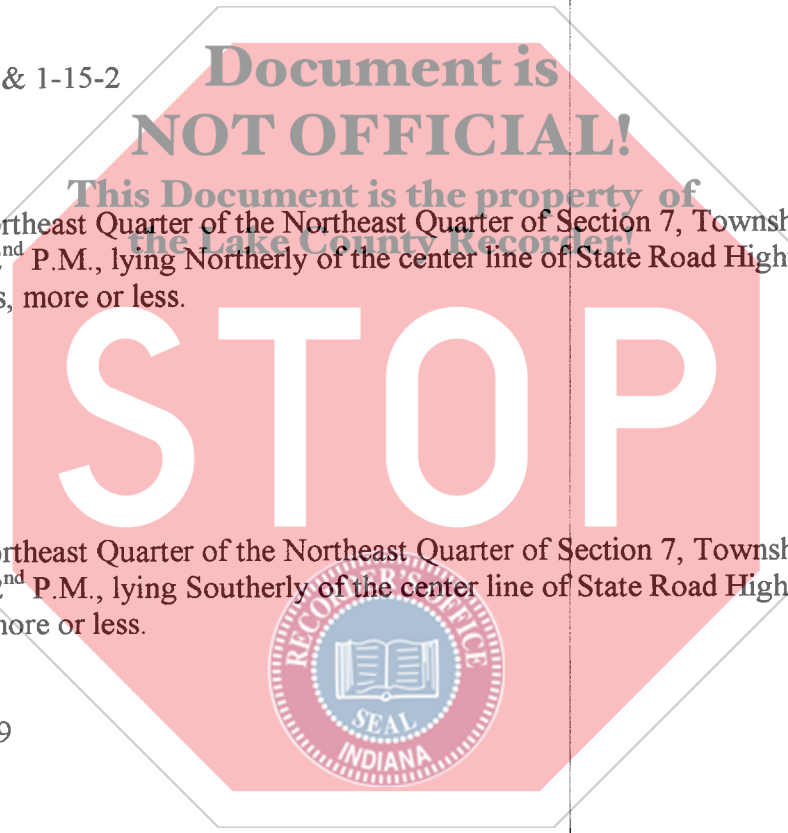 & 1-15-2
Document is
NOT OFFICIAL!
This Document is the property of
the Lake County Recorder!
rtheast Quarter of the Northeast Quarter of Section 7, Townsh
nd P.M., lying Northerly of the center line of State Road High
s, more or less.
STOP
rtheast Quarter of the Northeast Quarter of Section 7, Townsh
nd P.M., lying Southerly of the center line of State Road High
more or less.
RECORDER'S OFFICE
SEAL
INDIANA
9